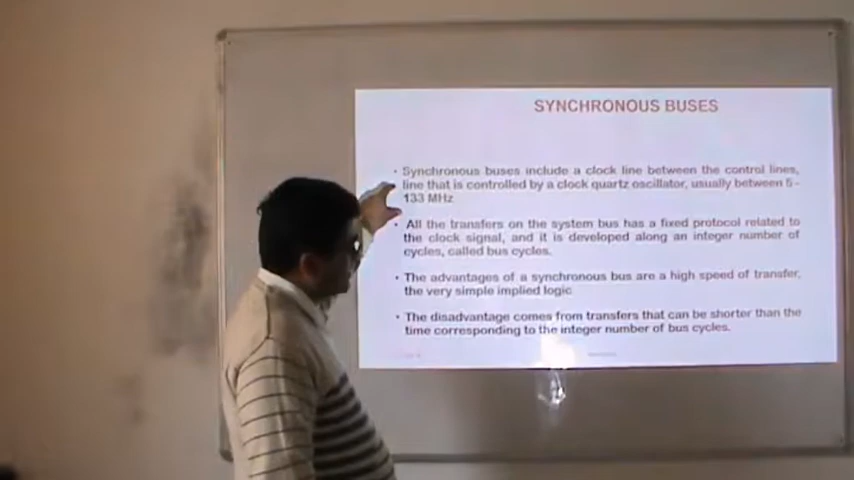 SYNCHRONOUS BUSES
• Synchronous buses include a clock line between the control lines,
line that is controlled by a clock quartz oscillator, usually between 5 -
133 MHz
• All the transfers on the system bus has a fixed protocol related to
the clock signal, and it is developed along an integer number of
cycles, called bus cycles.
• The advantages of a synchronous bus are a high speed of transfer,
the very simple implied logic
• The disadvantage comes from transfers that can be shorter than the
time corresponding to the integer number of bus cycles.